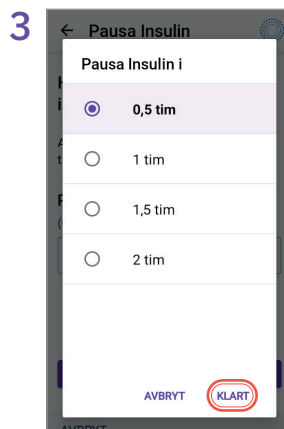 3
Pausa Insulin
Pausa Insulin i
0,5 tim
1 tim
1,5 tim
2 tim
AVBRYT KLART
AVBRYT